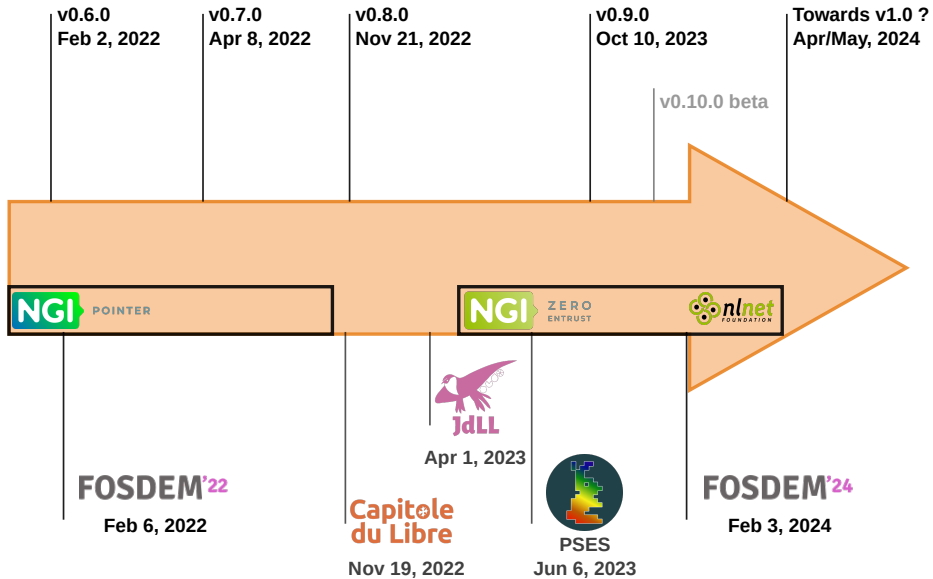 v0.6.0
Feb 2, 2022
v0.7.0
Apr 8, 2022
v0.8.0
Nov 21, 2022
v0.9.0
Oct 10, 2023
Towards v1.0 ?
Apr/May, 2024
v0.10.0 beta
NGI POINTER
NGI ZERO
ENTRUST
nlnet
FOUNDATION
JdLL
Apr 1, 2023
FOSDEM'22
Feb 6, 2022
Capitole
du Libre
Nov 19, 2022
PSES
Jun 6, 2023
FOSDEM'24
Feb 3, 2024